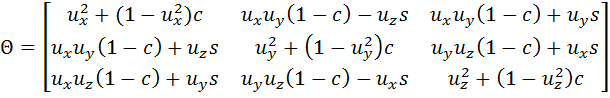 Θ = [ u_x^2 + (1 − u_x^2)c   u_x u_y(1 − c) − u_z s   u_x u_y(1 − c) + u_y s
u_x u_y(1 − c) + u_z s   u_y^2 + (1 − u_y^2)c   u_y u_z(1 − c) + u_x s
u_x u_z(1 − c) + u_y s   u_y u_z(1 − c) − u_x s   u_z^2 + (1 − u_z^2)c ]